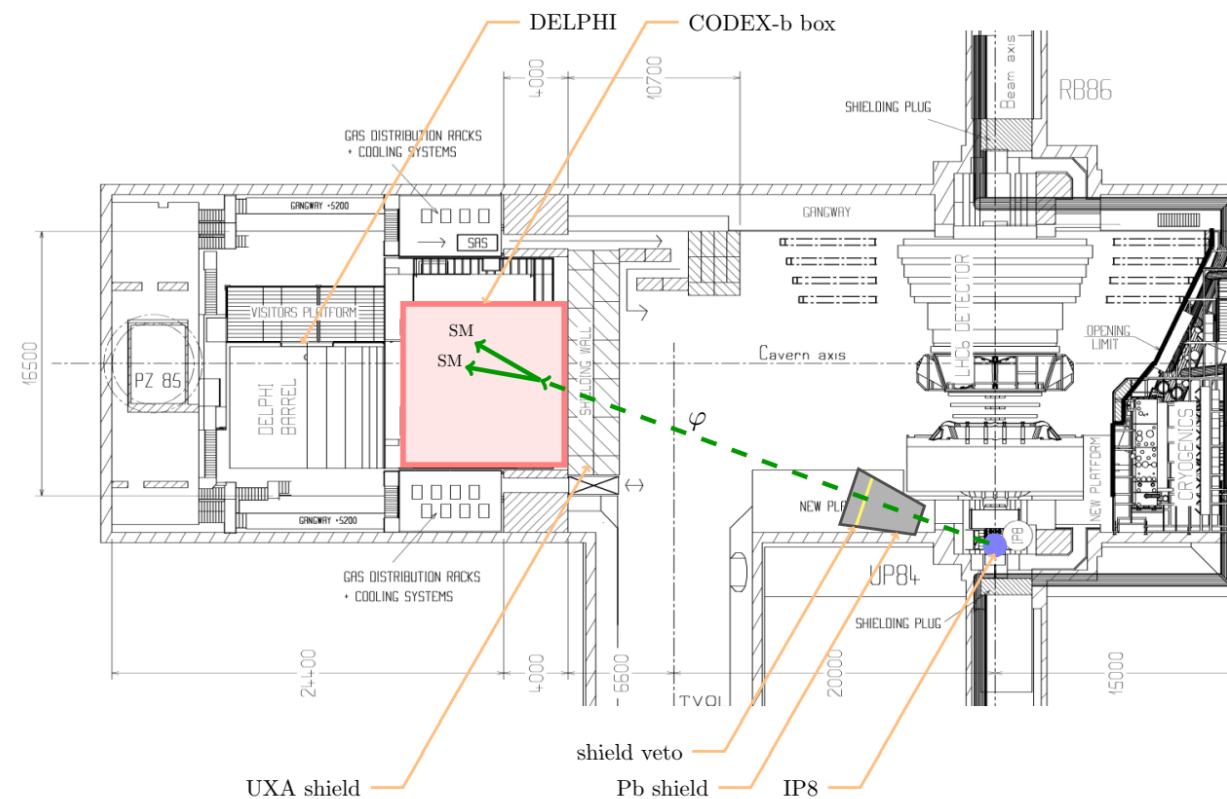 DELPHI
CODEX-b box
4000
10700
Beam axis
RB86
SHIELDING PLUG
GAS DISTRIBUTION RACKS
+ COOLING SYSTEMS
GANGWAY +5200
GANGWAY
SAS
16500
VISITORS PLATFORM
LHCb DETECTOR
OPENING
LIMIT
SM
SM
Cavern axis
PZ 85
DELPHI
BARREL
SHIELDING WALL
φ
CRYOGENICS
NEW PLATFORM
NEW
IP8
GANGWAY +5200
GAS DISTRIBUTION RACKS
+ COOLING SYSTEMS
UP84
SHIELDING PLUG
24400
4000
6600
20000
15000
shield veto
UXA shield
Pb shield
IP8